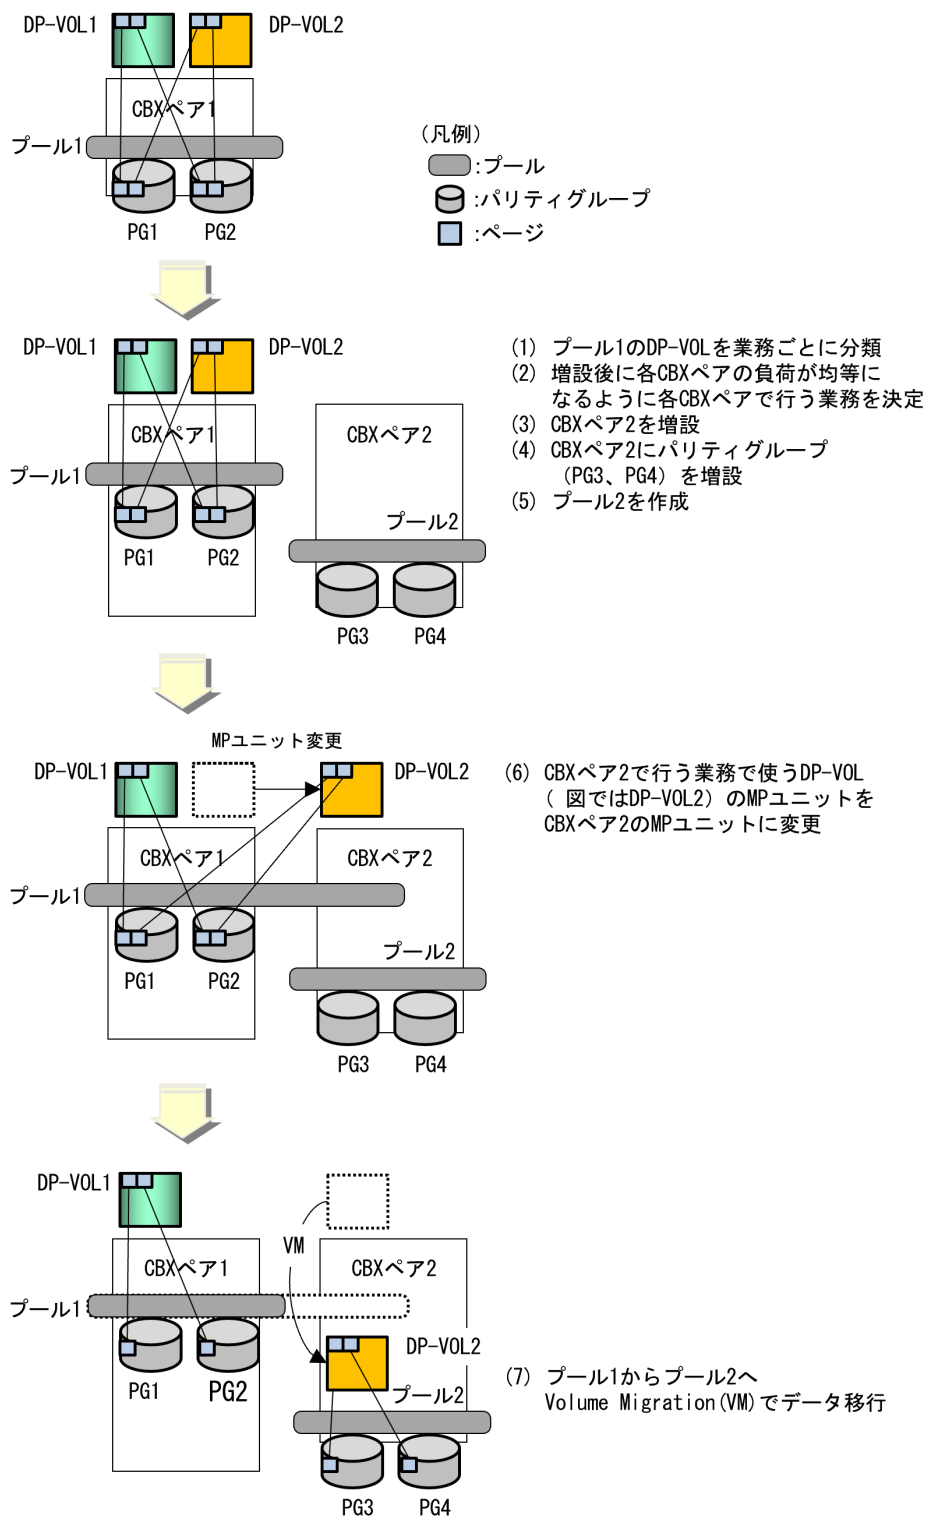 DP-VOL1
DP-VOL2
CBXペア1
プール1
PG1
PG2
(凡例)
:プール
:パリティグループ
:ページ
DP-VOL1
DP-VOL2
CBXペア1
CBXペア2
プール1
プール2
PG1
PG2
PG3
PG4
(1) プール1のDP-VOLを業務ごとに分類
(2) 増設後に各CBXペアの負荷が均等に
なるように各CBXペアで行う業務を決定
(3) CBXペア2を増設
(4) CBXペア2にパリティグループ
(PG3、PG4) を増設
(5) プール2を作成
MPユニット変更
DP-VOL1
DP-VOL2
CBXペア1
CBXペア2
プール1
プール2
PG1
PG2
PG3
PG4
(6) CBXペア2で行う業務で使うDP-VOL
( 図ではDP-VOL2) のMPユニットを
CBXペア2のMPユニットに変更
DP-VOL1
VM
CBXペア1
CBXペア2
プール1
DP-VOL2
プール2
PG1
PG2
PG3
PG4
(7) プール1からプール2へ
Volume Migration(VM)でデータ移行